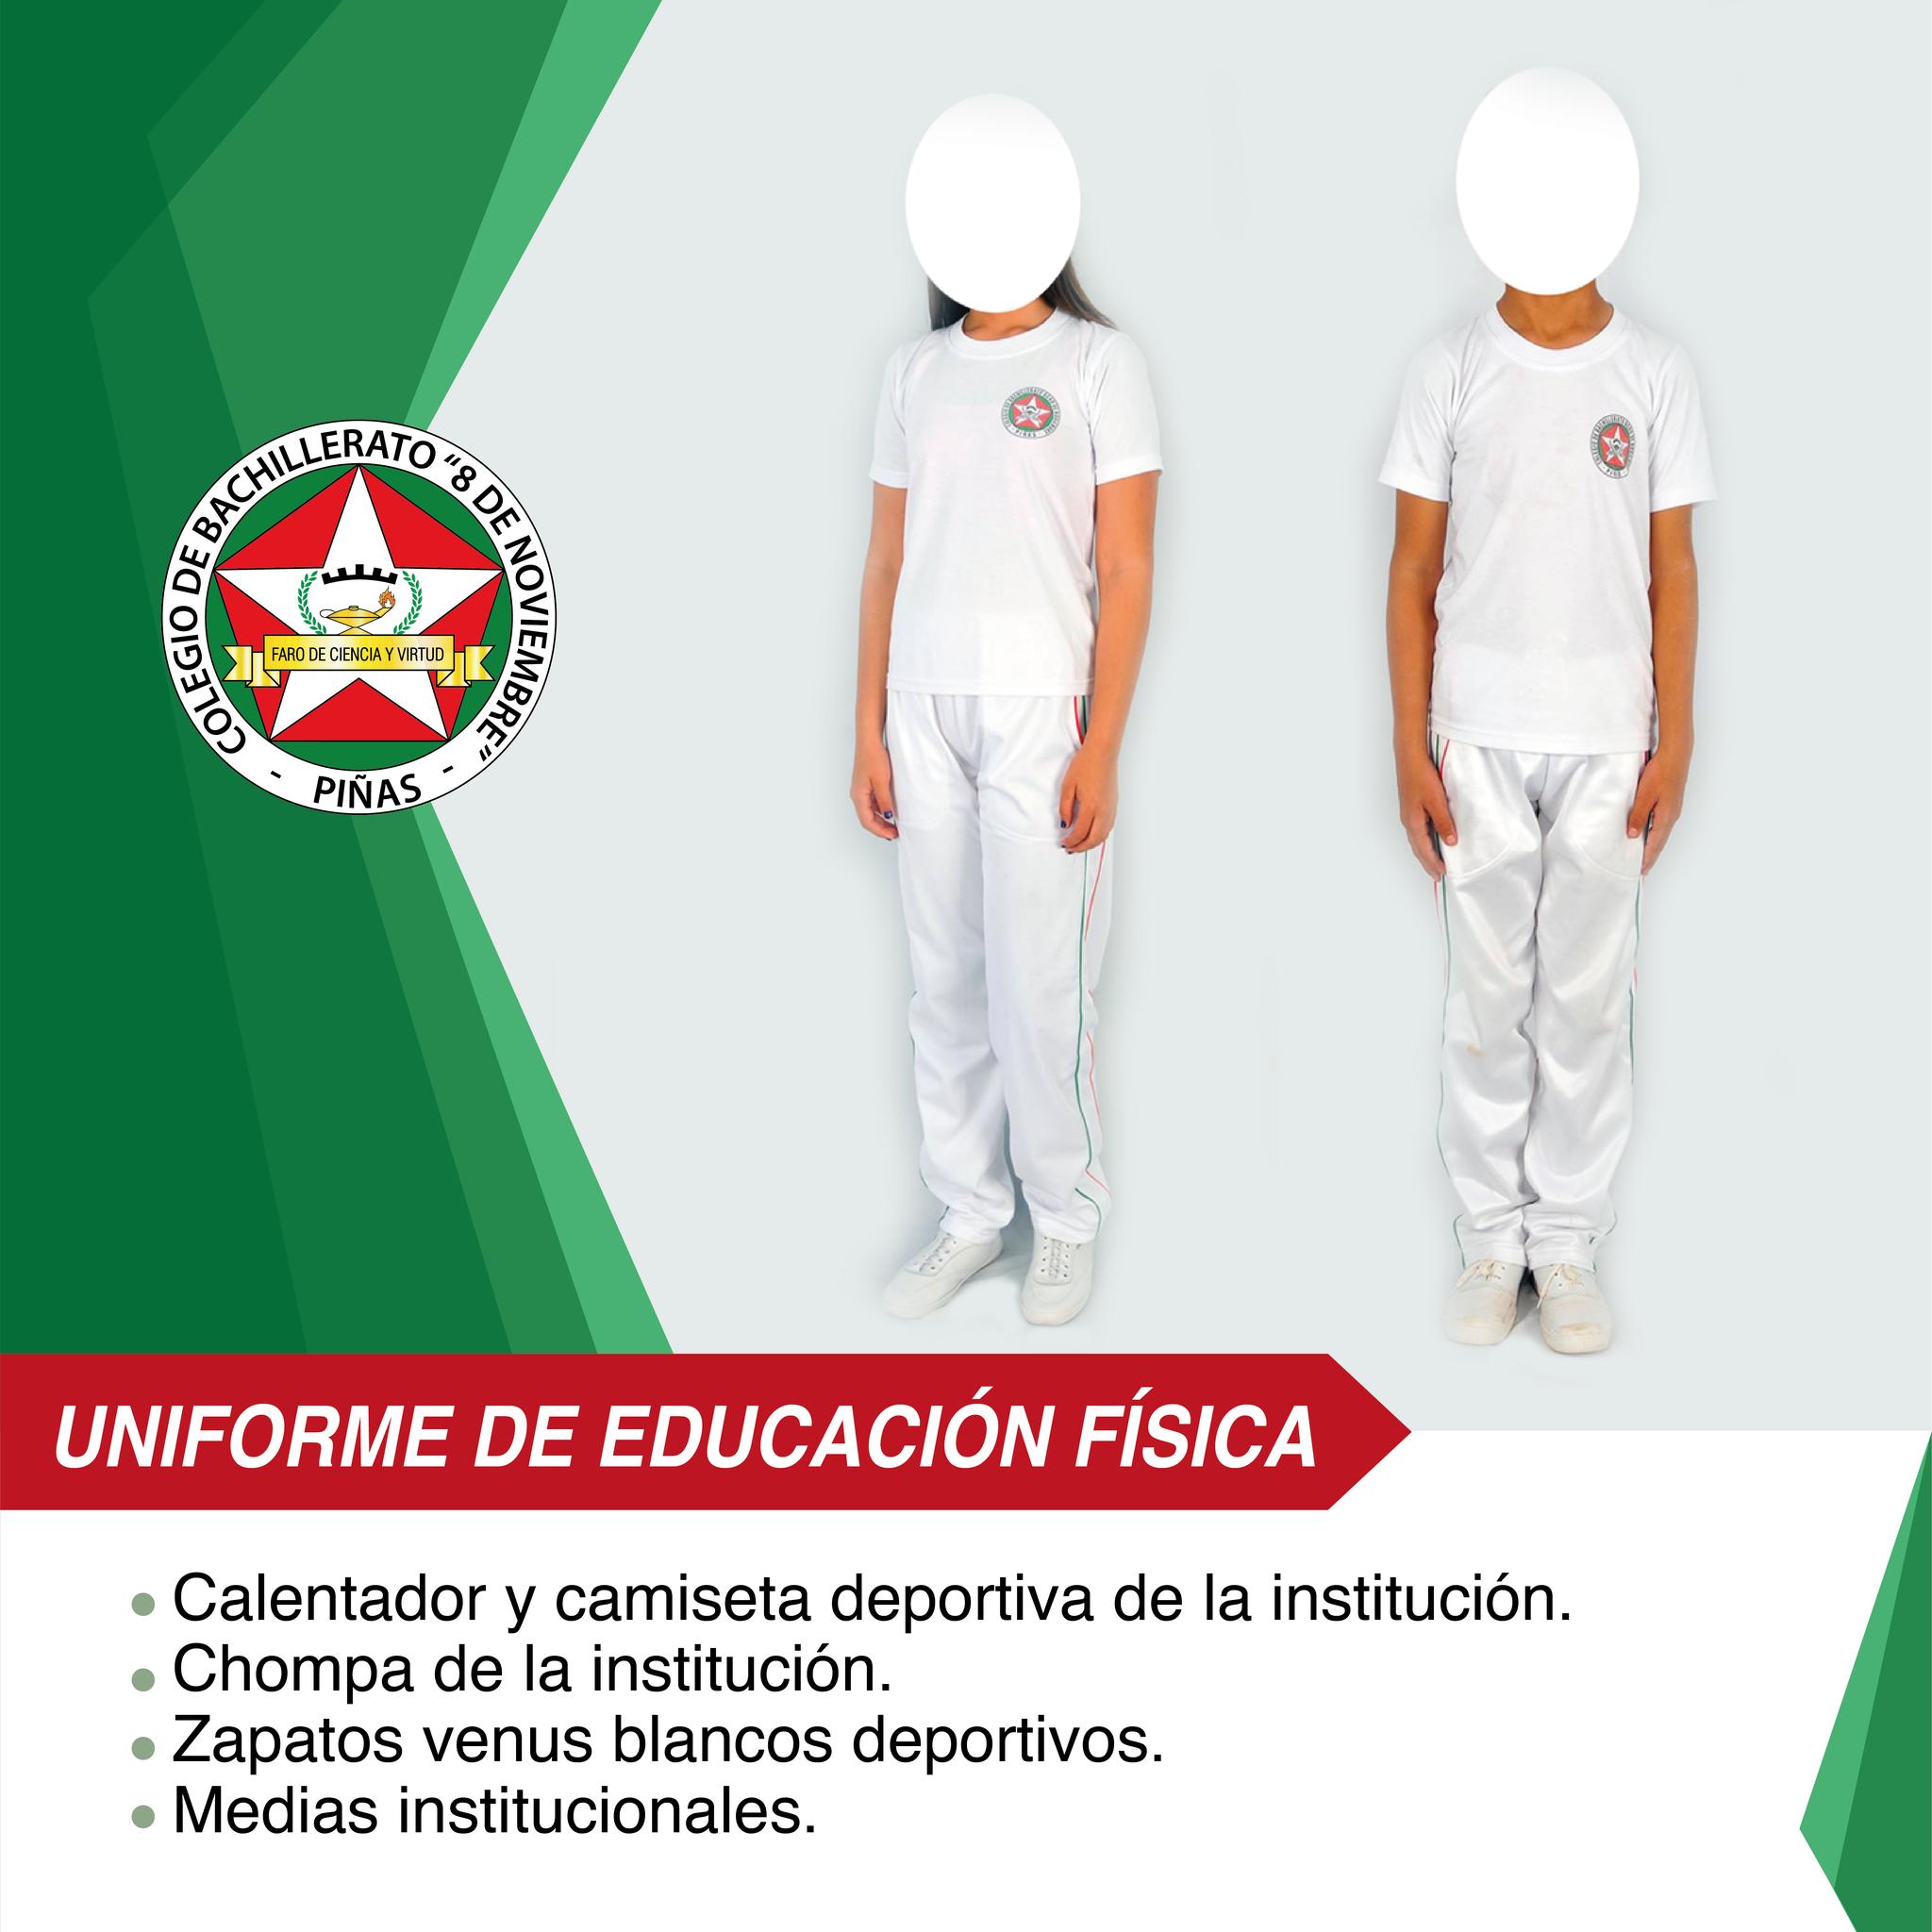 COLEGIO DE BACHILLERATO “8 DE NOVIEMBRE”
- PIÑAS -
FARO DE CIENCIA Y VIRTUD
UNIFORME DE EDUCACIÓN FÍSICA
Calentador y camiseta deportiva de la institución.
Chompa de la institución.
Zapatos venus blancos deportivos.
Medias institucionales.